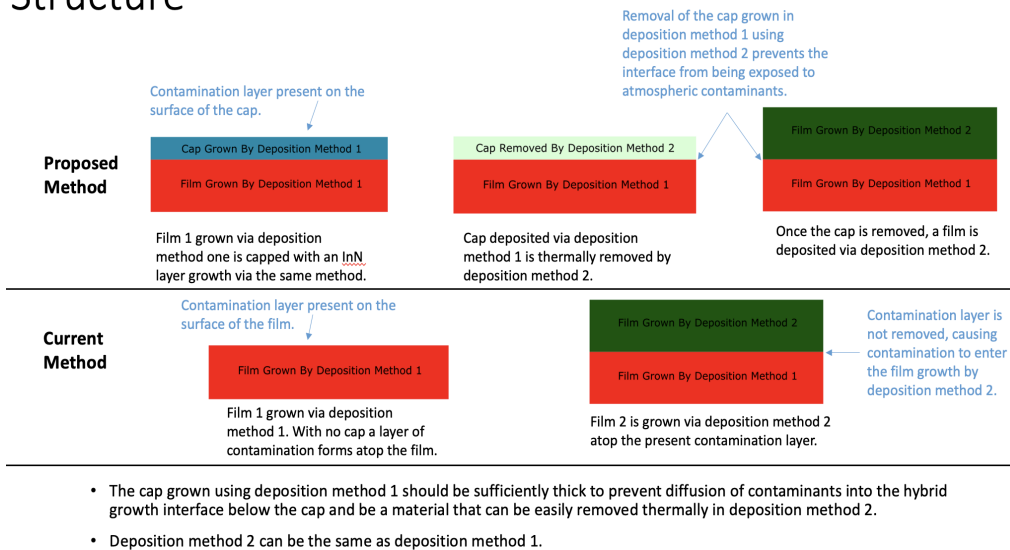 Structure
Removal of the cap grown in
deposition method 1 using
deposition method 2 prevents the
interface from being exposed to
atmospheric contaminants.
Contamination layer present on the
surface of the cap.
Proposed
Method
Cap Grown By Deposition Method 1
Film Grown By Deposition Method 1
Film 1 grown via deposition
method one is capped with an InN
layer growth via the same method.
Cap Removed By Deposition Method 2
Film Grown By Deposition Method 1
Cap deposited via deposition
method 1 is thermally removed by
deposition method 2.
Film Grown By Deposition Method 2
Film Grown By Deposition Method 1
Once the cap is removed, a film is
deposited via deposition method 2.
Current
Method
Contamination layer present on the
surface of the film.
Film Grown By Deposition Method 1
Film 1 grown via deposition
method 1. With no cap a layer of
contamination forms atop the film.
Film Grown By Deposition Method 2
Film Grown By Deposition Method 1
Film 2 is grown via deposition method 2
atop the present contamination layer.
Contamination layer is
not removed, causing
contamination to enter
the film growth by
deposition method 2.
• The cap grown using deposition method 1 should be sufficiently thick to prevent diffusion of contaminants into the hybrid
growth interface below the cap and be a material that can be easily removed thermally in deposition method 2.
• Deposition method 2 can be the same as deposition method 1.